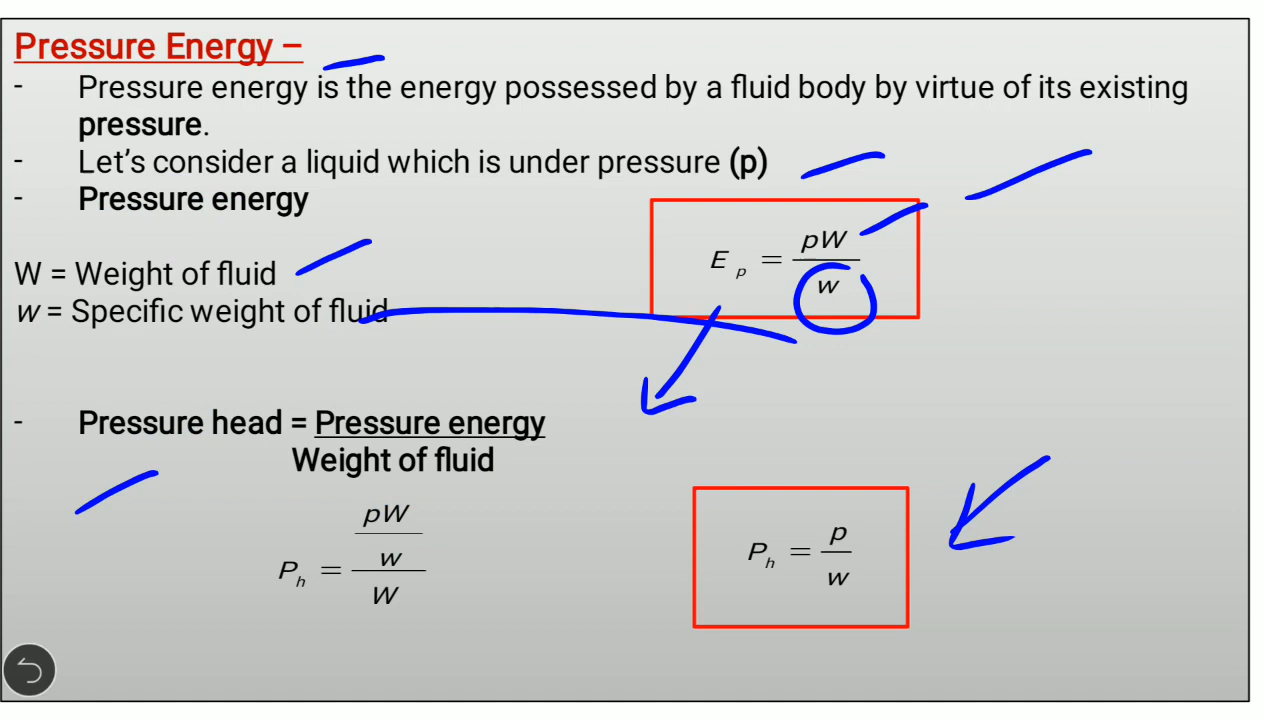 Pressure Energy –
- Pressure energy is the energy possessed by a fluid body by virtue of its existing
pressure.
- Let's consider a liquid which is under pressure (p)
- Pressure energy
E p = pW / w
W = Weight of fluid
w = Specific weight of fluid
- Pressure head = Pressure energy
Weight of fluid
P h = pW / w / W
P h = p / w